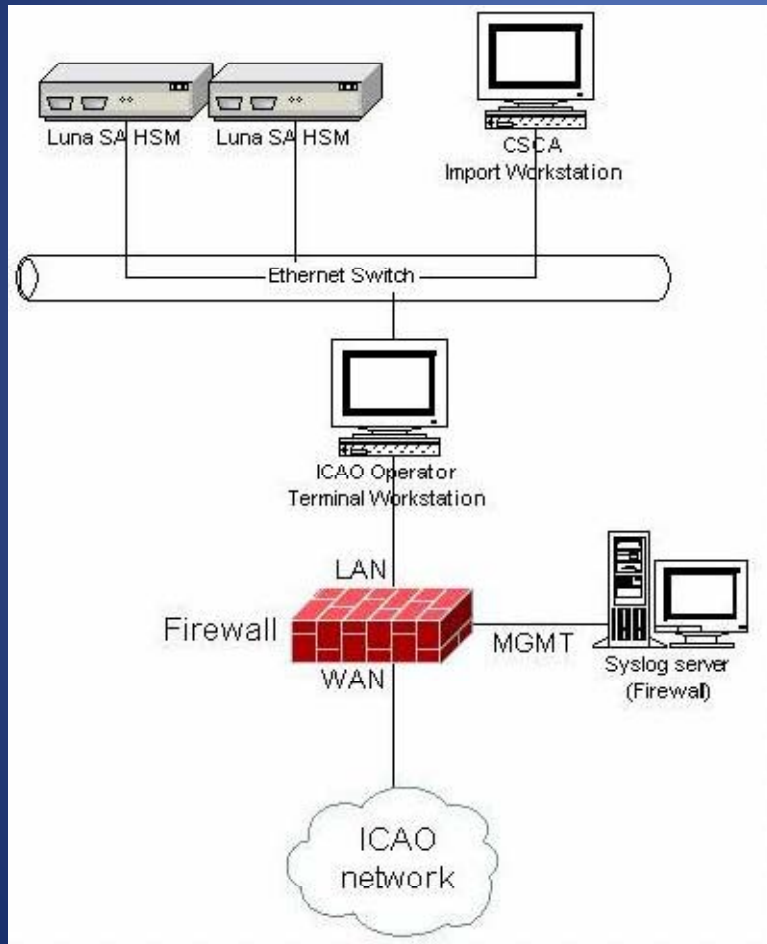 Luna SA HSM
Luna SA HSM
CSCA
Import Workstation
Ethernet Switch
ICAO Operator
Terminal Workstation
LAN
Firewall
MGMT
WAN
Syslog server
(Firewal)
ICAO
network